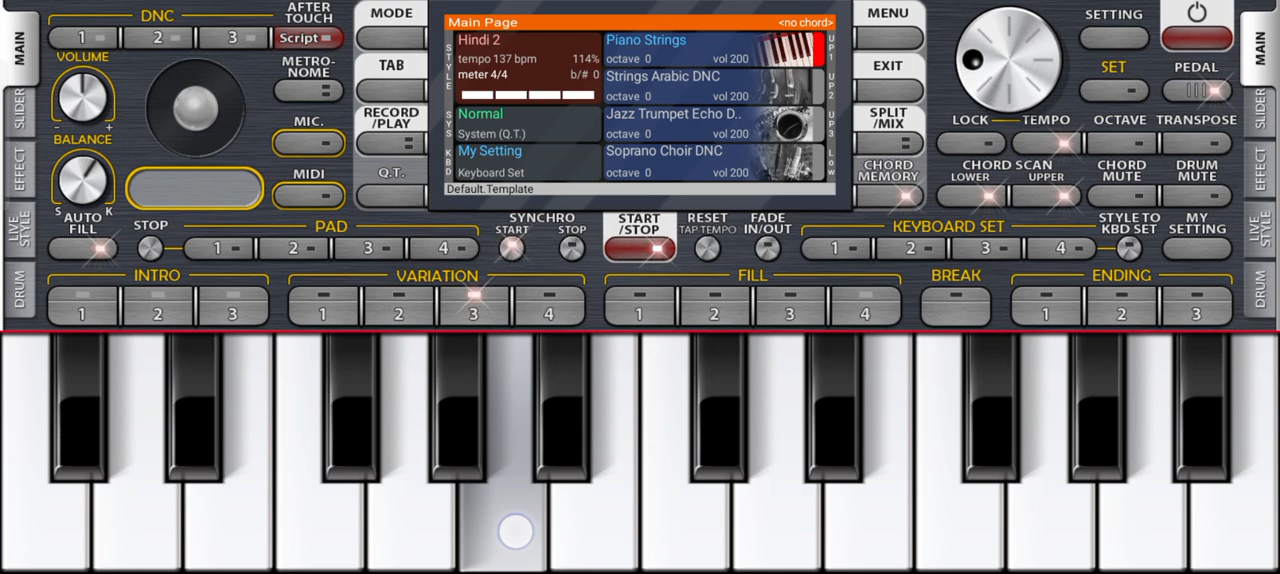 MAIN
SLIDER
EFFECT
LIVE STYLE
DRUM
DNC
1 2 3
AFTER TOUCH
Script
VOLUME
- +
BALANCE
S K
METRO-
NOME
MIC.
MIDI
MODE
TAB
RECORD
/PLAY
Q.T.
Main Page <no chord>
STYLE
Hindi 2
tempo 137 bpm 114%
meter 4/4 b/# 0
SYS
Normal
System (Q.T.)
KBD
My Setting
Keyboard Set
Piano Strings
octave 0 vol 200
UP1
Strings Arabic DNC
octave 0 vol 200
UP2
Jazz Trumpet Echo D..
octave 0 vol 200
UP3
Soprano Choir DNC
octave 0 vol 200
Low
Default.Template
MENU
EXIT
SPLIT
/MIX
CHORD
MEMORY
SETTING
SET
PEDAL
LOCK TEMPO OCTAVE TRANSPOSE
CHORD SCAN
LOWER UPPER
CHORD
MUTE
DRUM
MUTE
AUTO
FILL
STOP
PAD
1 2 3 4
SYNCHRO
START STOP
START
/STOP
RESET
TAP TEMPO
FADE
IN/OUT
KEYBOARD SET
1 2 3 4
STYLE TO
KBD SET
MY
SETTING
INTRO
1 2 3
VARIATION
1 2 3 4
FILL
1 2 3 4
BREAK
ENDING
1 2 3
MAIN
SLIDER
EFFECT
LIVE STYLE
DRUM